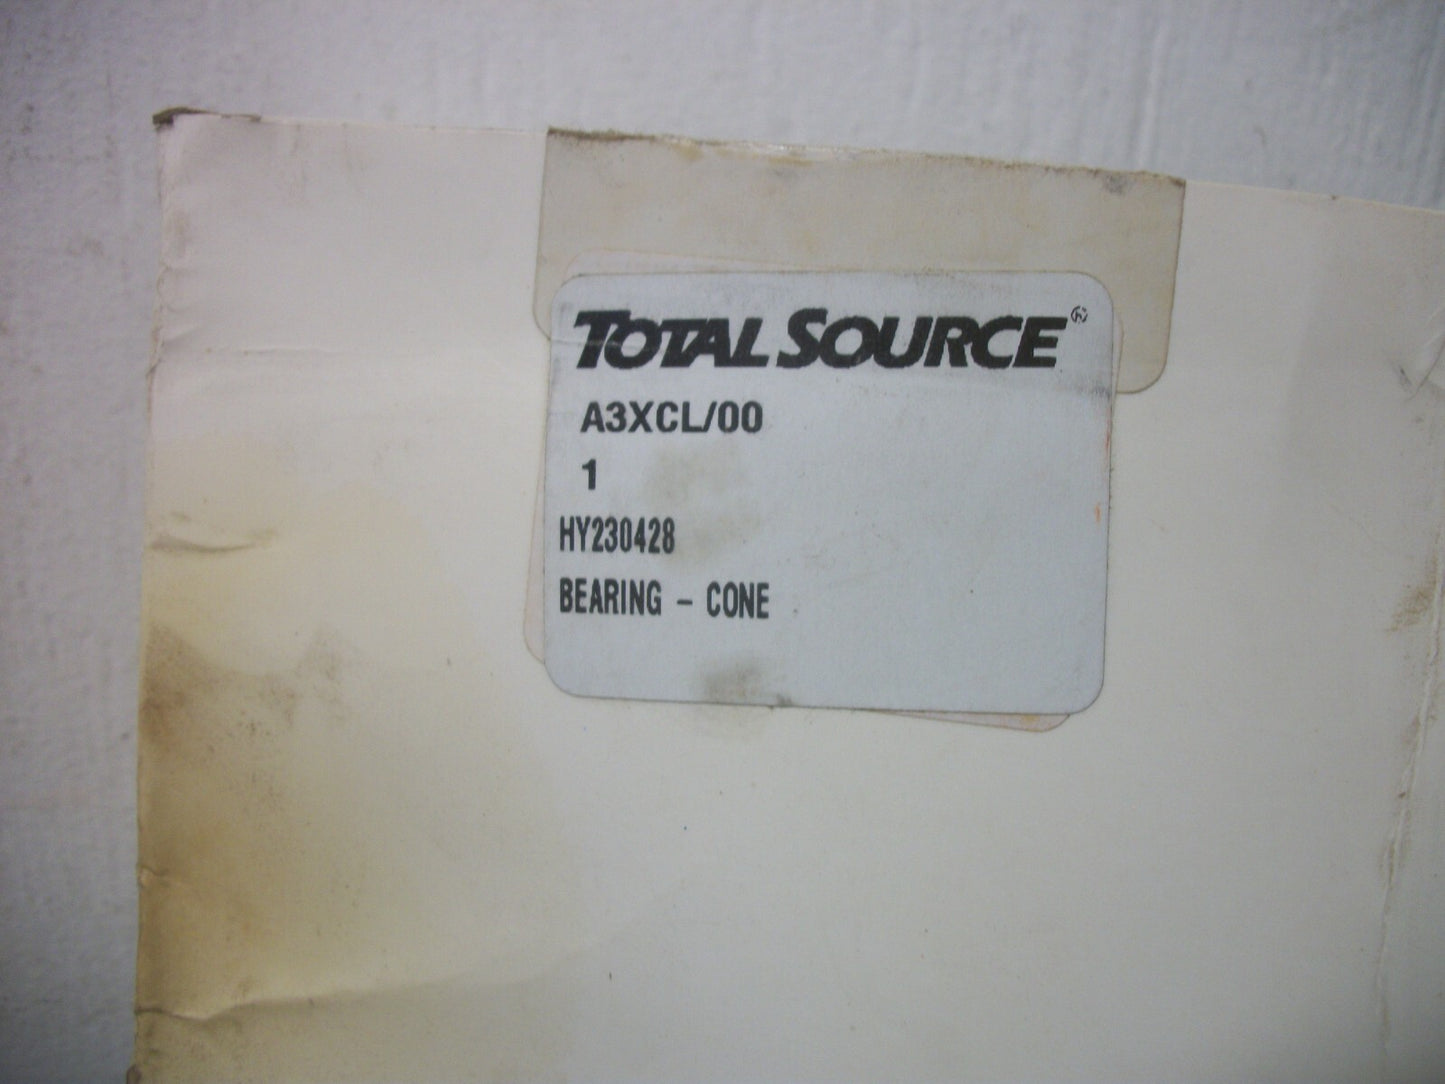 TOTAL SOURCE®
A3XCL/00
1
HY230428
BEARING - CONE